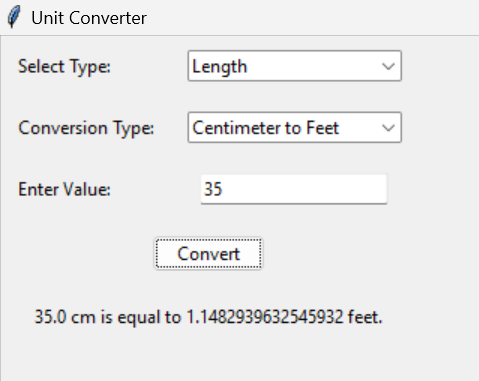 Unit Converter
Select Type: Length
Conversion Type: Centimeter to Feet
Enter Value: 35
Convert
35.0 cm is equal to 1.1482939632545932 feet.